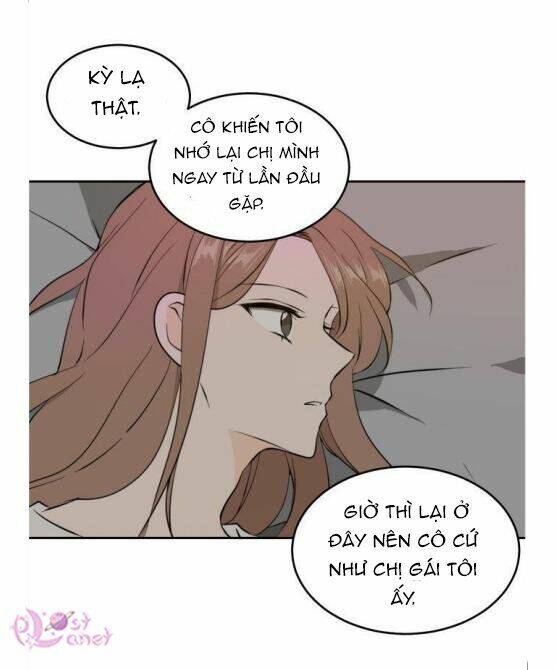 KỲ LẠ
THẬT.
CÔ KHIẾN TÔI
NHỚ LẠI CHỊ MÌNH
NGAY TỪ LẦN ĐẦU
GẶP.
GIỜ THÌ LẠI Ở
ĐÂY NÊN CÔ CỨ
NHƯ CHỊ GÁI TÔI
ẤY.
Lost
Planet